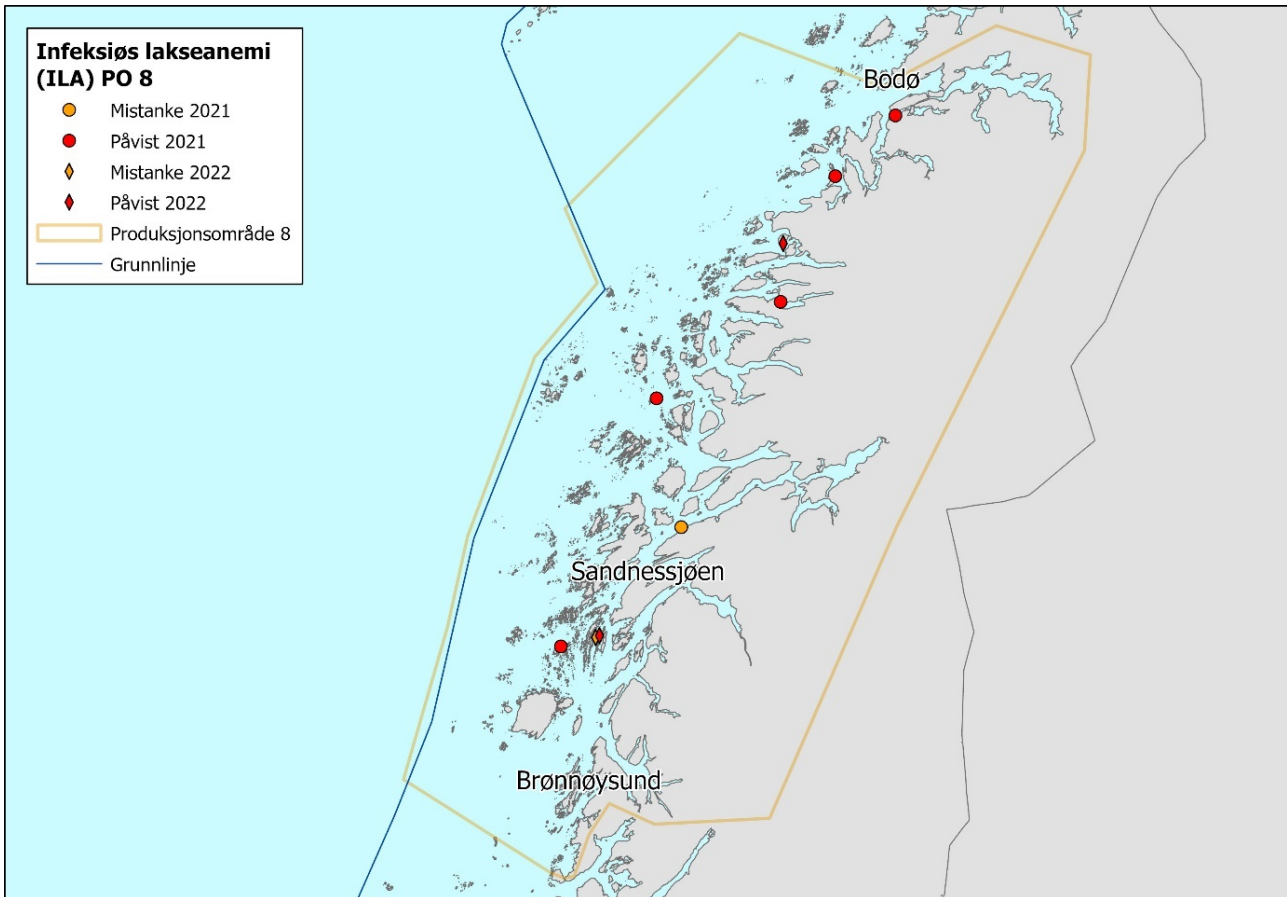 Infeksiøs lakseanemi
(ILA) PO 8
Mistanke 2021
Påvist 2021
Mistanke 2022
Påvist 2022
Produksjonsområde 8
Grunnlinje
Bodø
Sandnessjøen
Brønnøysund